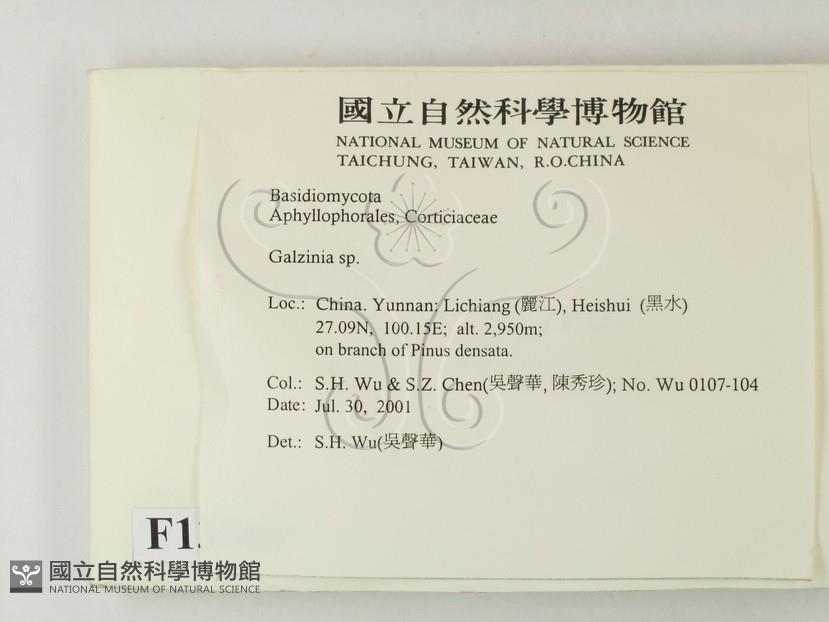 國立自然科學博物館
NATIONAL MUSEUM OF NATURAL SCIENCE
TAICHUNG, TAIWAN, R.O.CHINA
Basidiomycota
Aphyllophorales, Corticiaceae
Galzinia sp.
Loc.: China. Yunnan: Lichiang (麗江), Heishui (黑水)
27.09N, 100.15E; alt. 2,950m;
on branch of Pinus densata.
Col.: S.H. Wu & S.Z. Chen(吳聲華, 陳秀珍); No. Wu 0107-104
Date: Jul. 30, 2001
Det.: S.H. Wu(吳聲華)
國立自然科學博物館
NATIONAL MUSEUM OF NATURAL SCIENCE